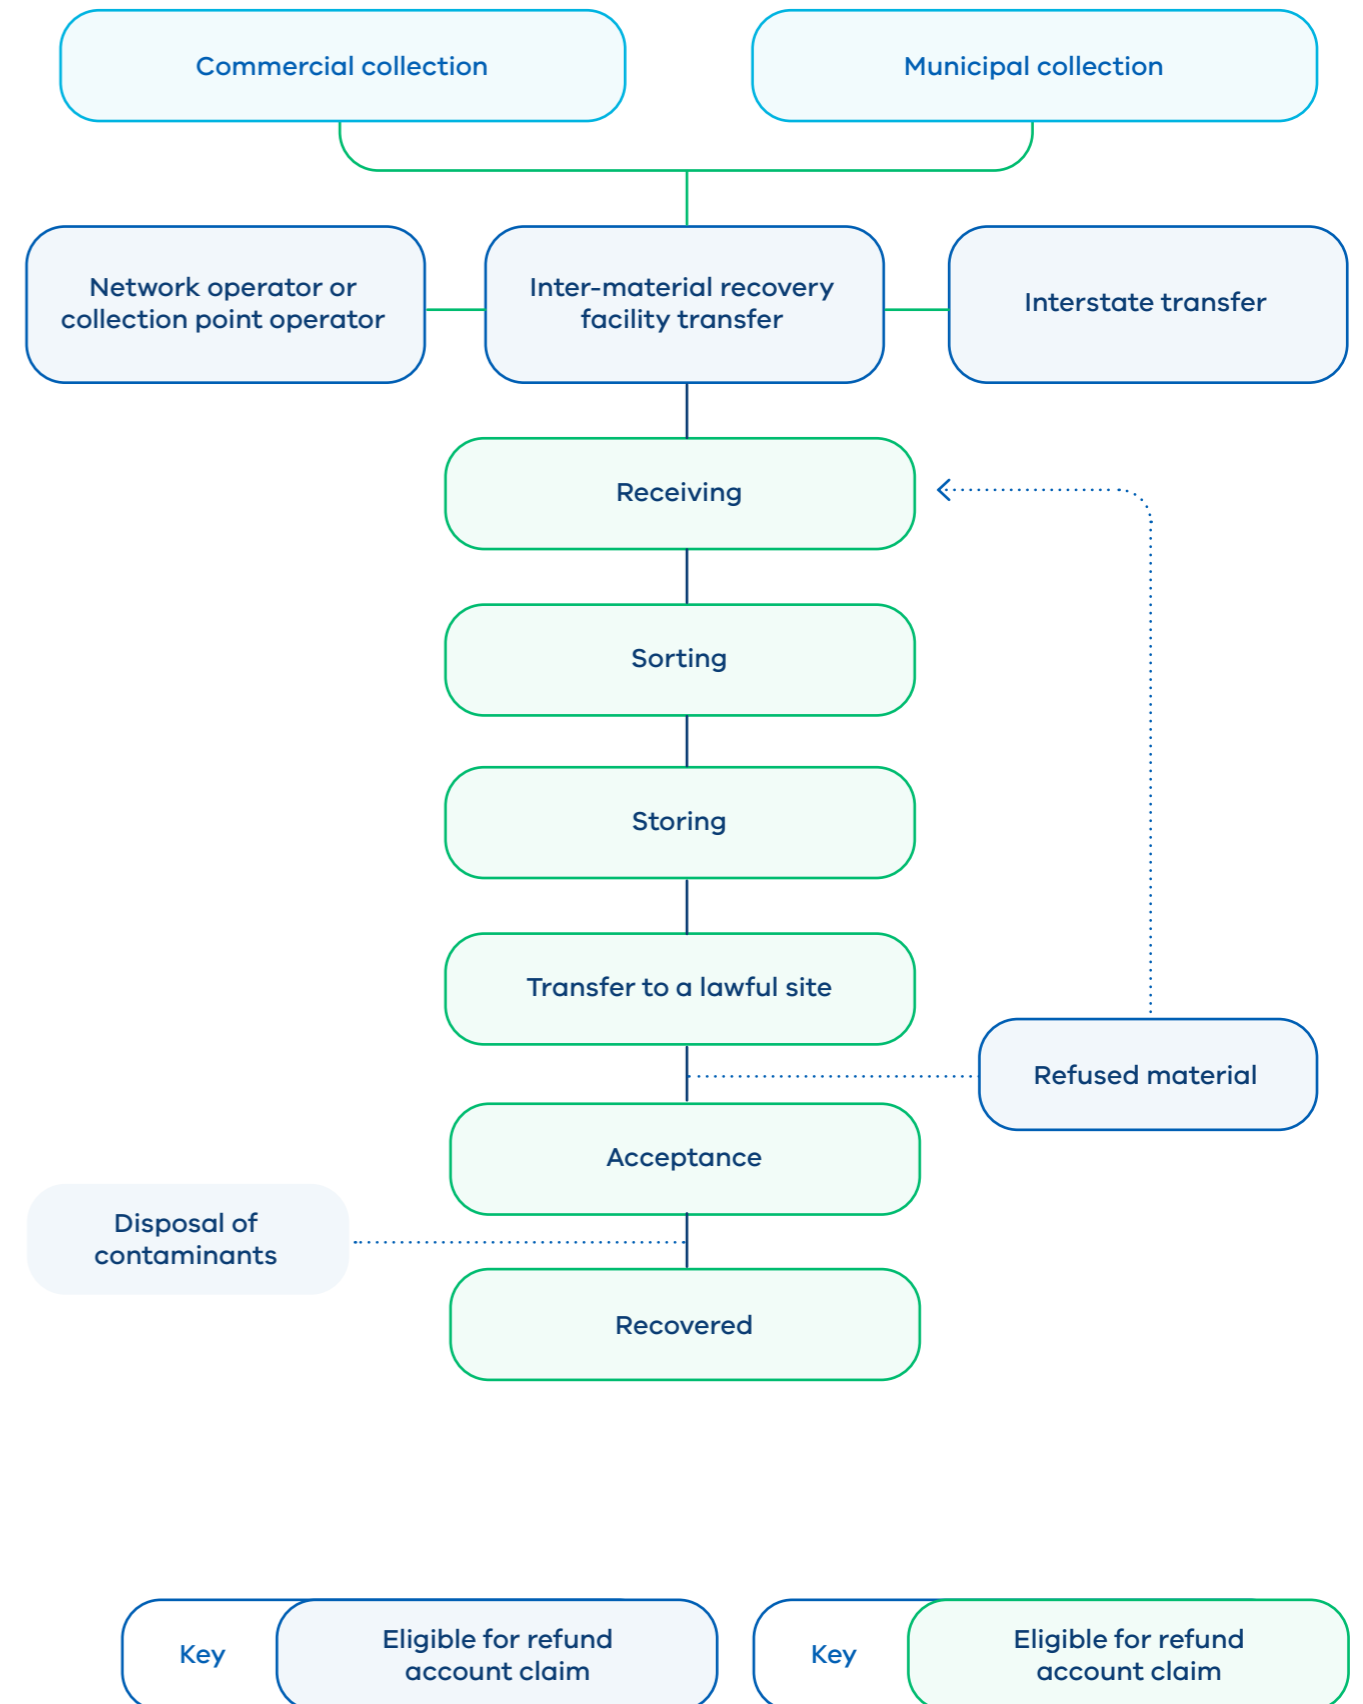 Commercial collection
Municipal collection
Network operator or
collection point operator
Inter-material recovery
facility transfer
Interstate transfer
Receiving
Sorting
Storing
Transfer to a lawful site
Refused material
Acceptance
Disposal of
contaminants
Recovered
Key
Eligible for refund
account claim
Key
Eligible for refund
account claim